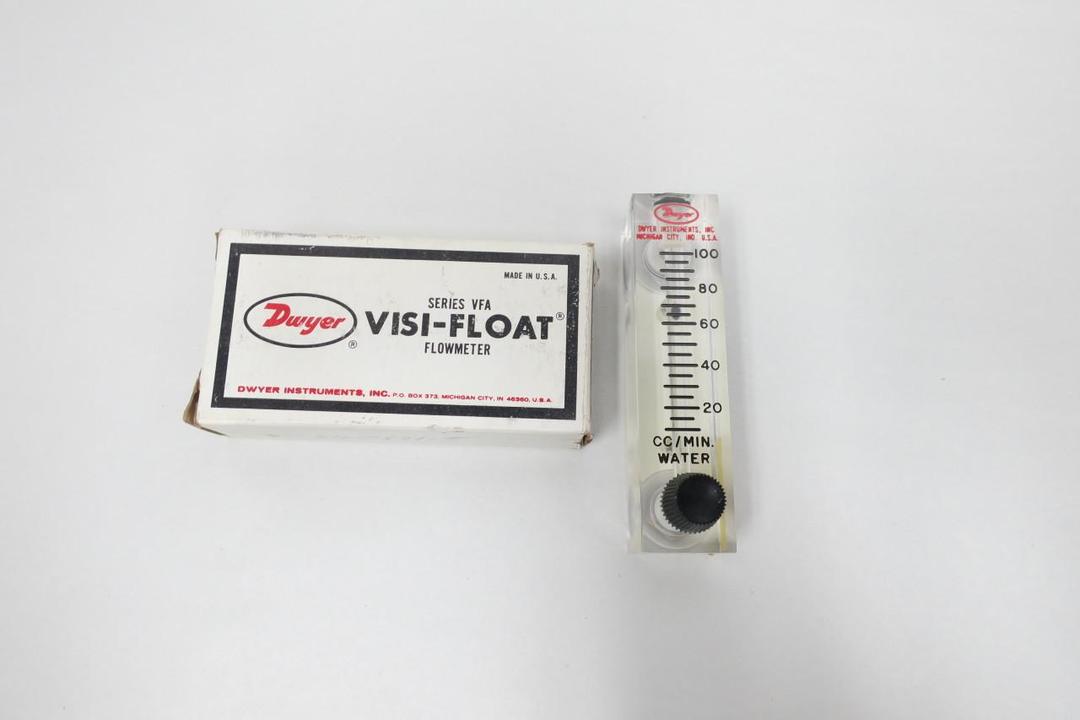 MADE IN U.S.A.
Dwyer®
SERIES VFA
VISI-FLOAT®
FLOWMETER
DWYER INSTRUMENTS, INC. P.O. BOX 373, MICHIGAN CITY, IN 46360, U.S.A.
Dwyer
DWYER INSTRUMENTS, INC.
MICHIGAN CITY, IND. U.S.A.
100
80
60
40
20
CC/MIN.
WATER